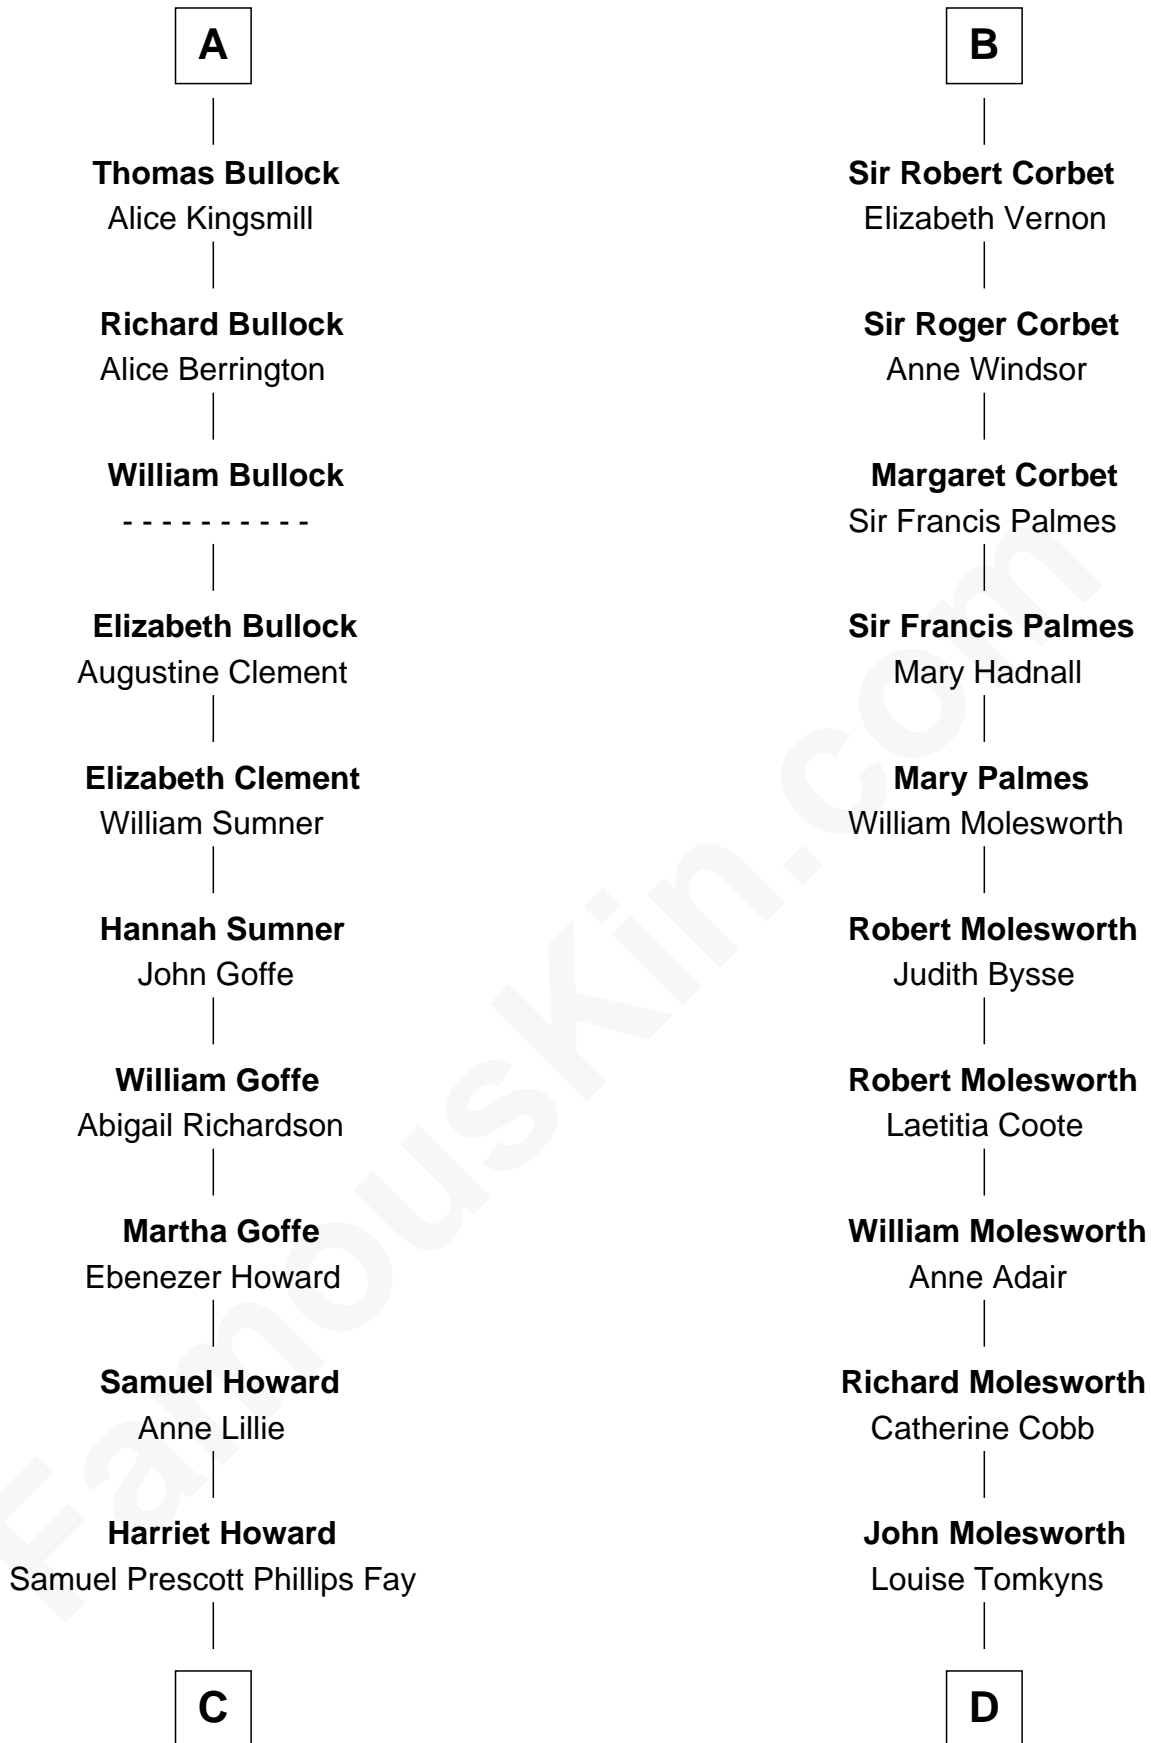 A
Thomas Bullock
Alice Kingsmill
Richard Bullock
Alice Berrington
William Bullock
- - - - - - - - - -
Elizabeth Bullock
Augustine Clement
Elizabeth Clement
William Sumner
Hannah Sumner
John Goffe
William Goffe
Abigail Richardson
Martha Goffe
Ebenezer Howard
Samuel Howard
Anne Lillie
Harriet Howard
Samuel Prescott Phillips Fay
C
B
Sir Robert Corbet
Elizabeth Vernon
Sir Roger Corbet
Anne Windsor
Margaret Corbet
Sir Francis Palmes
Sir Francis Palmes
Mary Hadnall
Mary Palmes
William Molesworth
Robert Molesworth
Judith Bysse
Robert Molesworth
Laetitia Coote
William Molesworth
Anne Adair
Richard Molesworth
Catherine Cobb
John Molesworth
Louise Tomkyns
D
FamousKin.com